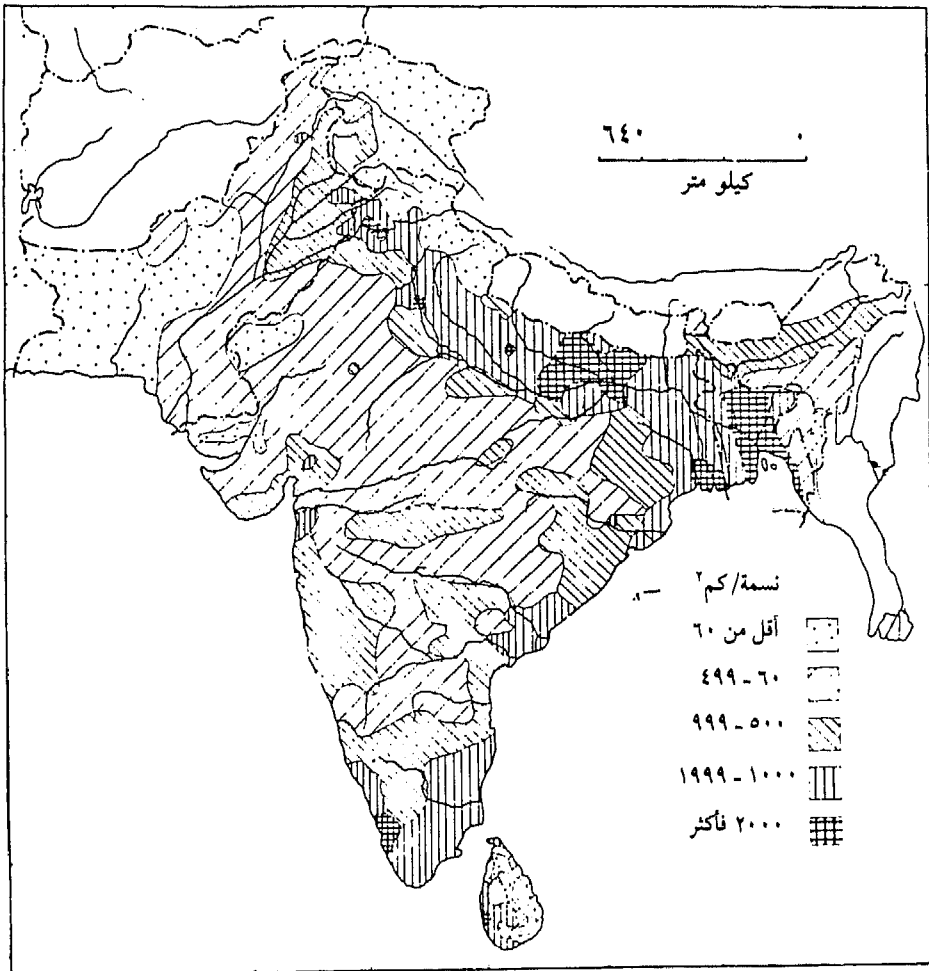 ٦٤٠ ٠
كيلو متر
نسمة/كم٢
أقل من ٦٠
٦٠ - ٤٩٩
٥٠٠ - ٩٩٩
١٠٠٠ - ١٩٩٩
٢٠٠٠ فأكثر